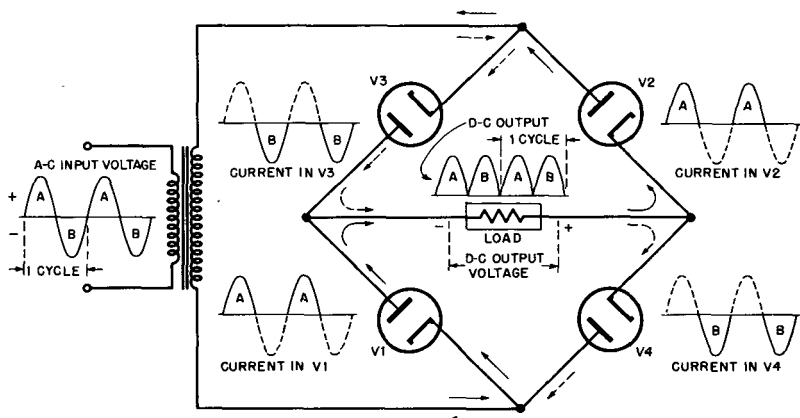 V3
V2
D-C OUTPUT
1 CYCLE
A
A
B
B
CURRENT IN V3
A
B
A
B
A
A
CURRENT IN V2
A-C INPUT VOLTAGE
+
A
A
-
B
B
1 CYCLE
-
LOAD
+
D-C OUTPUT
VOLTAGE
A
A
CURRENT IN V1
V1
V4
B
B
CURRENT IN V4